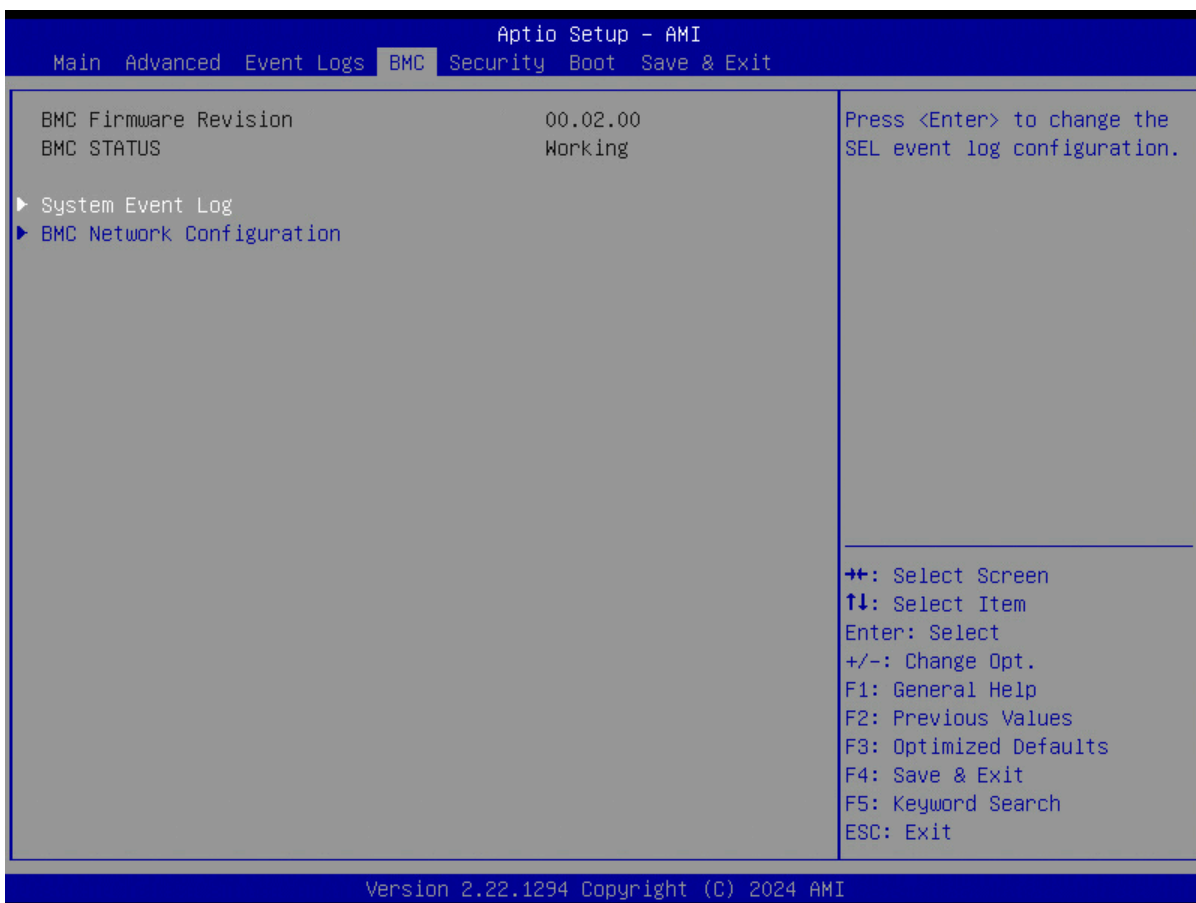 Aptio Setup – AMI
Main Advanced Event Logs BMC Security Boot Save & Exit
BMC Firmware Revision 00.02.00
BMC STATUS Working
▶ System Event Log
▶ BMC Network Configuration
Press <Enter> to change the
SEL event log configuration.
→←: Select Screen
↑↓: Select Item
Enter: Select
+/-: Change Opt.
F1: General Help
F2: Previous Values
F3: Optimized Defaults
F4: Save & Exit
F5: Keyword Search
ESC: Exit
Version 2.22.1294 Copyright (C) 2024 AMI